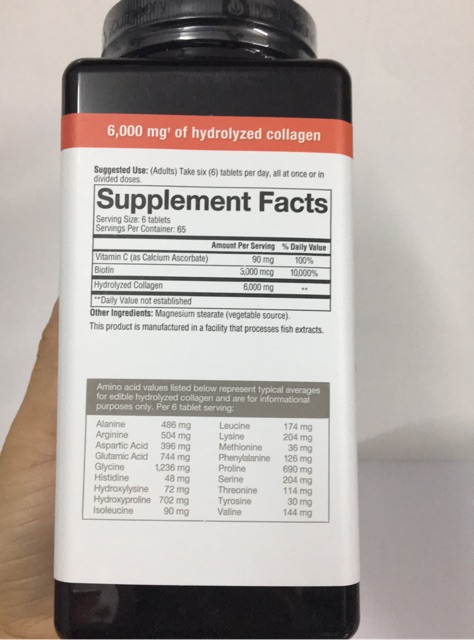 6,000 mg† of hydrolyzed collagen
Suggested Use: (Adults) Take six (6) tablets per day, all at once or in
divided doses.
Supplement Facts
Serving Size: 6 tablets
Servings Per Container: 65
Amount Per Serving % Daily Value
Vitamin C (as Calcium Ascorbate) 90 mg 100%
Biotin 3,000 mcg 10,000%
Hydrolyzed Collagen 6,000 mg **
**Daily Value not established
Other Ingredients: Magnesium stearate (vegetable source).
This product is manufactured in a facility that processes fish extracts.
Amino acid values listed below represent typical averages
for edible hydrolyzed collagen and are for informational
purposes only. Per 6 tablet serving:
Alanine 486 mg Leucine 174 mg
Arginine 504 mg Lysine 204 mg
Aspartic Acid 396 mg Methionine 36 mg
Glutamic Acid 744 mg Phenylalanine 126 mg
Glycine 1,236 mg Proline 690 mg
Histidine 48 mg Serine 204 mg
Hydroxylysine 72 mg Threonine 114 mg
Hydroxyproline 702 mg Tyrosine 30 mg
Isoleucine 90 mg Valine 144 mg